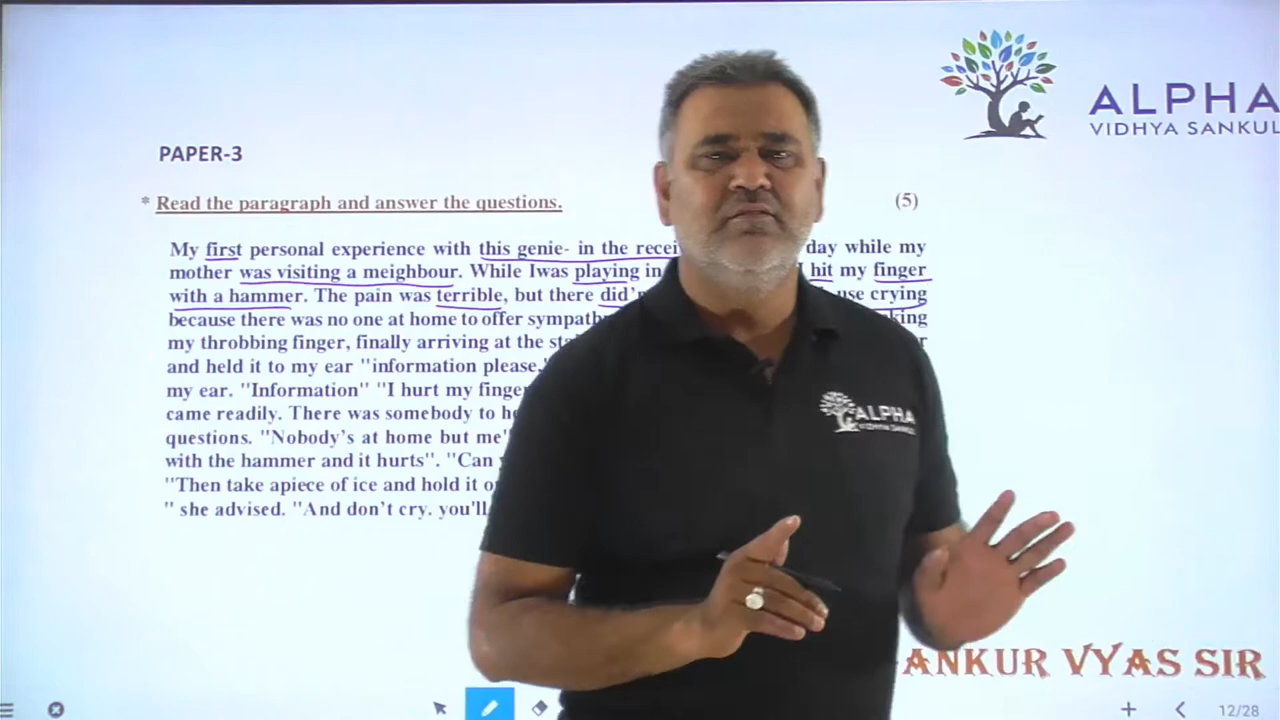 ALPHA
VIDHYA SANKUL
PAPER-3
* Read the paragraph and answer the questions. (5)
My first personal experience with this genie- in the recei day while my
mother was visiting a meighbour. While Iwas playing in I hit my finger
with a hammer. The pain was terrible, but there did’n use crying
because there was no one at home to offer sympath king
my throbbing finger, finally arriving at the sta r
and held it to my ear "information please."
my ear. "Information" "I hurt my finge
came readily. There was somebody to he
questions. "Nobody’s at home but me"
with the hammer and it hurts". "Can
"Then take apiece of ice and hold it o
" she advised. "And don’t cry. you’ll
ALPHA
VIDHYA SANKUL
ANKUR VYAS SIR
12/28